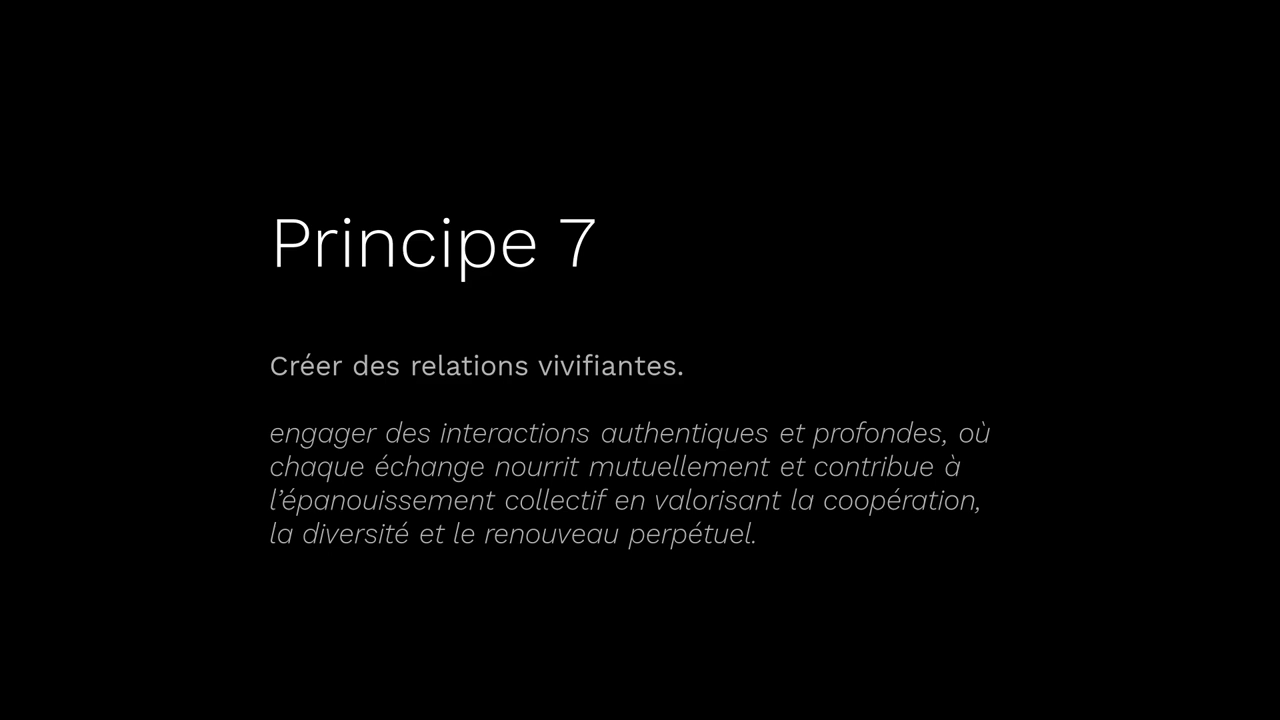 Principe 7
Créer des relations vivifiantes.
engager des interactions authentiques et profondes, où
chaque échange nourrit mutuellement et contribue à
l’épanouissement collectif en valorisant la coopération,
la diversité et le renouveau perpétuel.